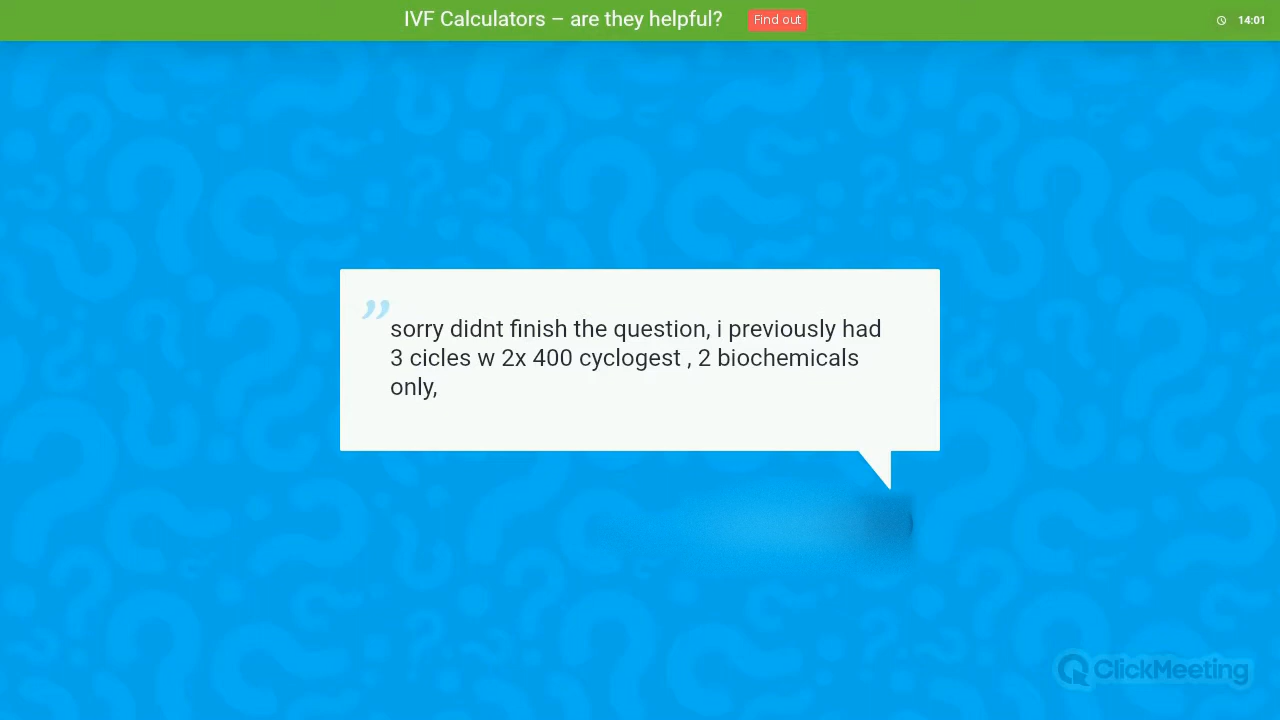 IVF Calculators – are they helpful? Find out 14:01
”
sorry didnt finish the question, i previously had
3 cicles w 2x 400 cyclogest , 2 biochemicals
only,
ClickMeeting